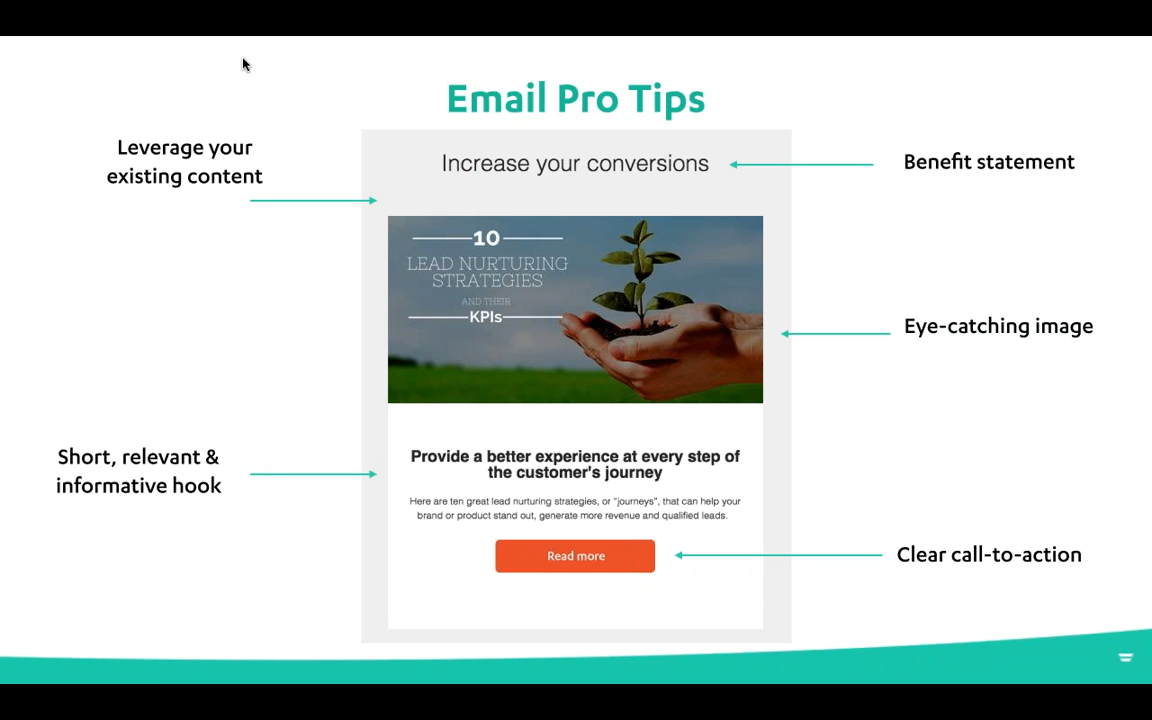 Email Pro Tips
Leverage your
existing content
Increase your conversions
Benefit statement
10
LEAD NURTURING
STRATEGIES
AND THEIR
KPIs
Eye-catching image
Short, relevant &
informative hook
Provide a better experience at every step of
the customer's journey
Here are ten great lead nurturing strategies, or "journeys", that can help your
brand or product stand out, generate more revenue and qualified leads.
Read more
Clear call-to-action